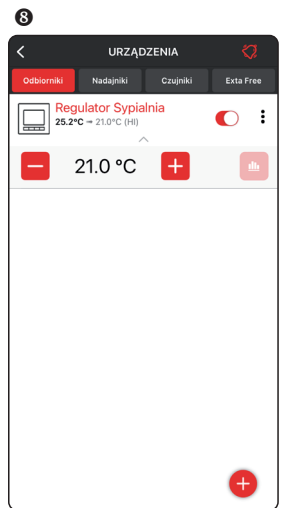 8
URZĄDZENIA
Odbiorniki Nadajniki Czujniki Exta Free
Regulator Sypialnia
25.2°C → 21.0°C (HI)
21.0 °C